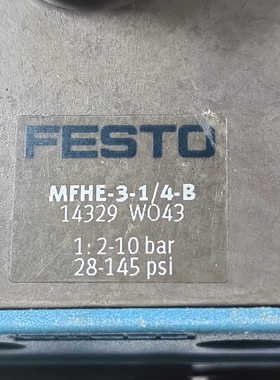 FESTO
MFHE-3-1/4-B
14329 W043
1: 2-10 bar
28-145 psi